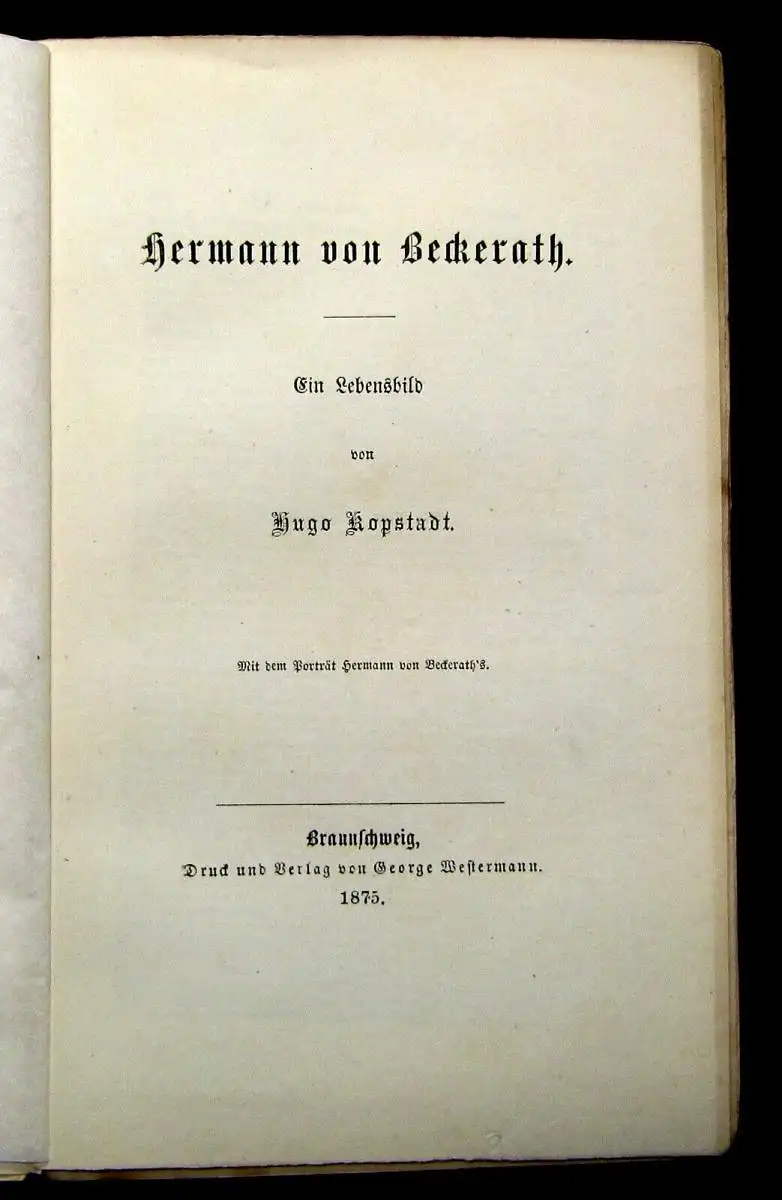 Hermann von Beckerath.
Ein Lebensbild
von
Hugo Kopstadt.
Mit dem Porträt Hermann von Beckerath's.
Braunſchweig,
Druck und Verlag von George Weſtermann.
1875.